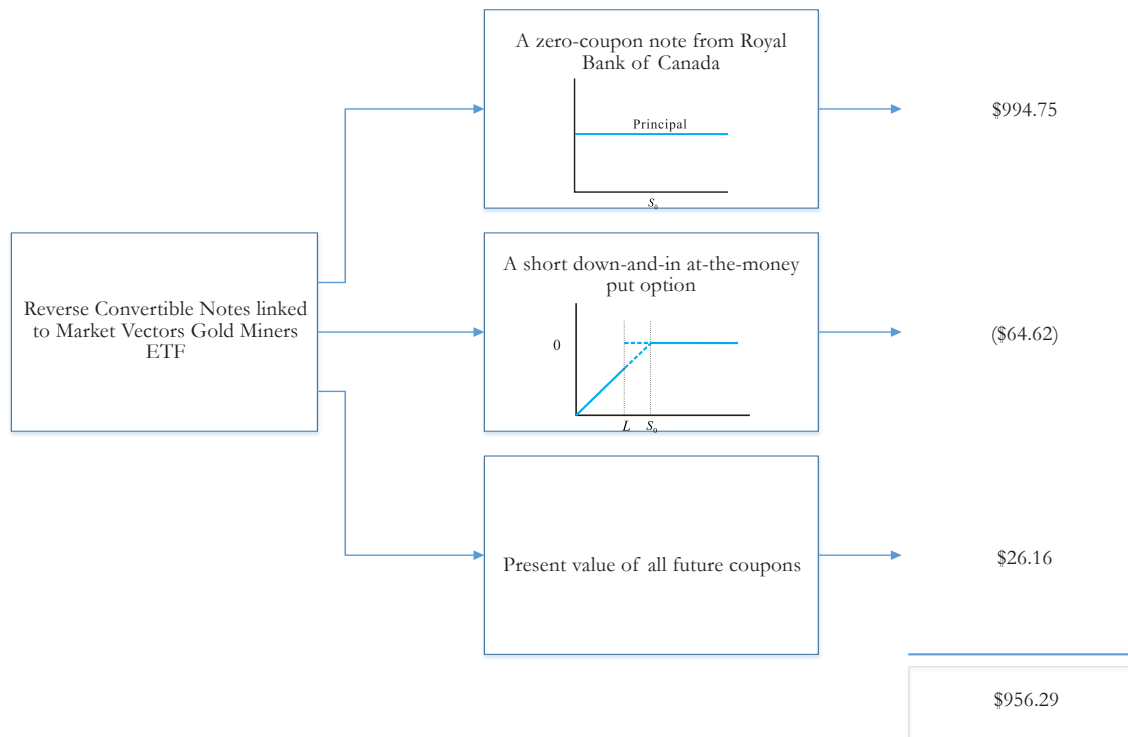 A zero-coupon note from Royal
Bank of Canada
Principal
S₀
$994.75
Reverse Convertible Notes linked
to Market Vectors Gold Miners
ETF
A short down-and-in at-the-money
put option
0
L S₀
($64.62)
Present value of all future coupons
$26.16
$956.29